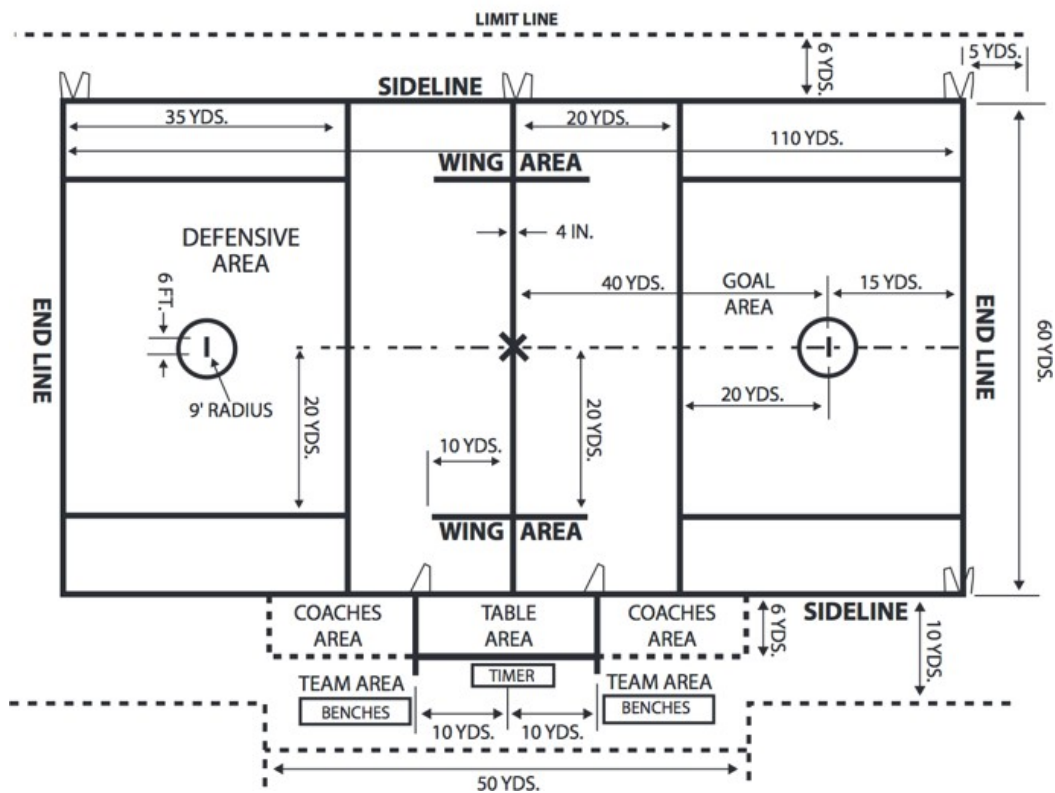 LIMIT LINE
6 YDS.
5 YDS.
SIDELINE
35 YDS.
20 YDS.
110 YDS.
WING AREA
4 IN.
DEFENSIVE
AREA
6 FT.
40 YDS.
GOAL
AREA
15 YDS.
END LINE
END LINE
60 YDS.
9' RADIUS
20 YDS.
20 YDS.
20 YDS.
10 YDS.
WING AREA
COACHES
AREA
TABLE
AREA
COACHES
AREA
6 YDS.
SIDELINE
10 YDS.
TIMER
TEAM AREA
BENCHES
TEAM AREA
BENCHES
10 YDS.
10 YDS.
50 YDS.